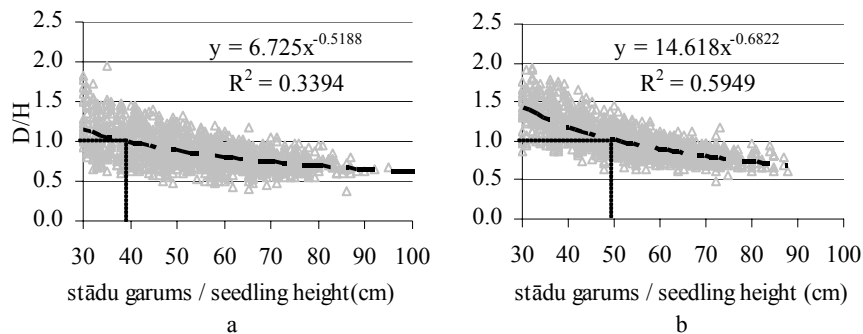 y = 6.725x^-0.5188
R² = 0.3394
D/H
2.5
2.0
1.5
1.0
0.5
0.0
30 40 50 60 70 80 90 100
stādu garums / seedling height(cm)
a
y = 14.618x^-0.6822
R² = 0.5949
2.5
2.0
1.5
1.0
0.5
0.0
30 40 50 60 70 80 90 100
stādu garums / seedling height (cm)
b